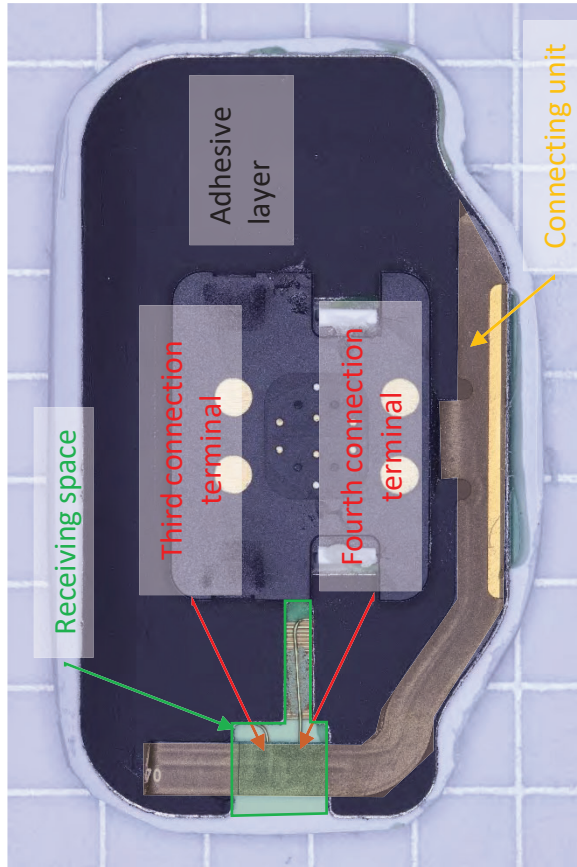 Receiving space
Third connection
terminal
Adhesive
layer
Fourth connection
terminal
Connecting unit
70